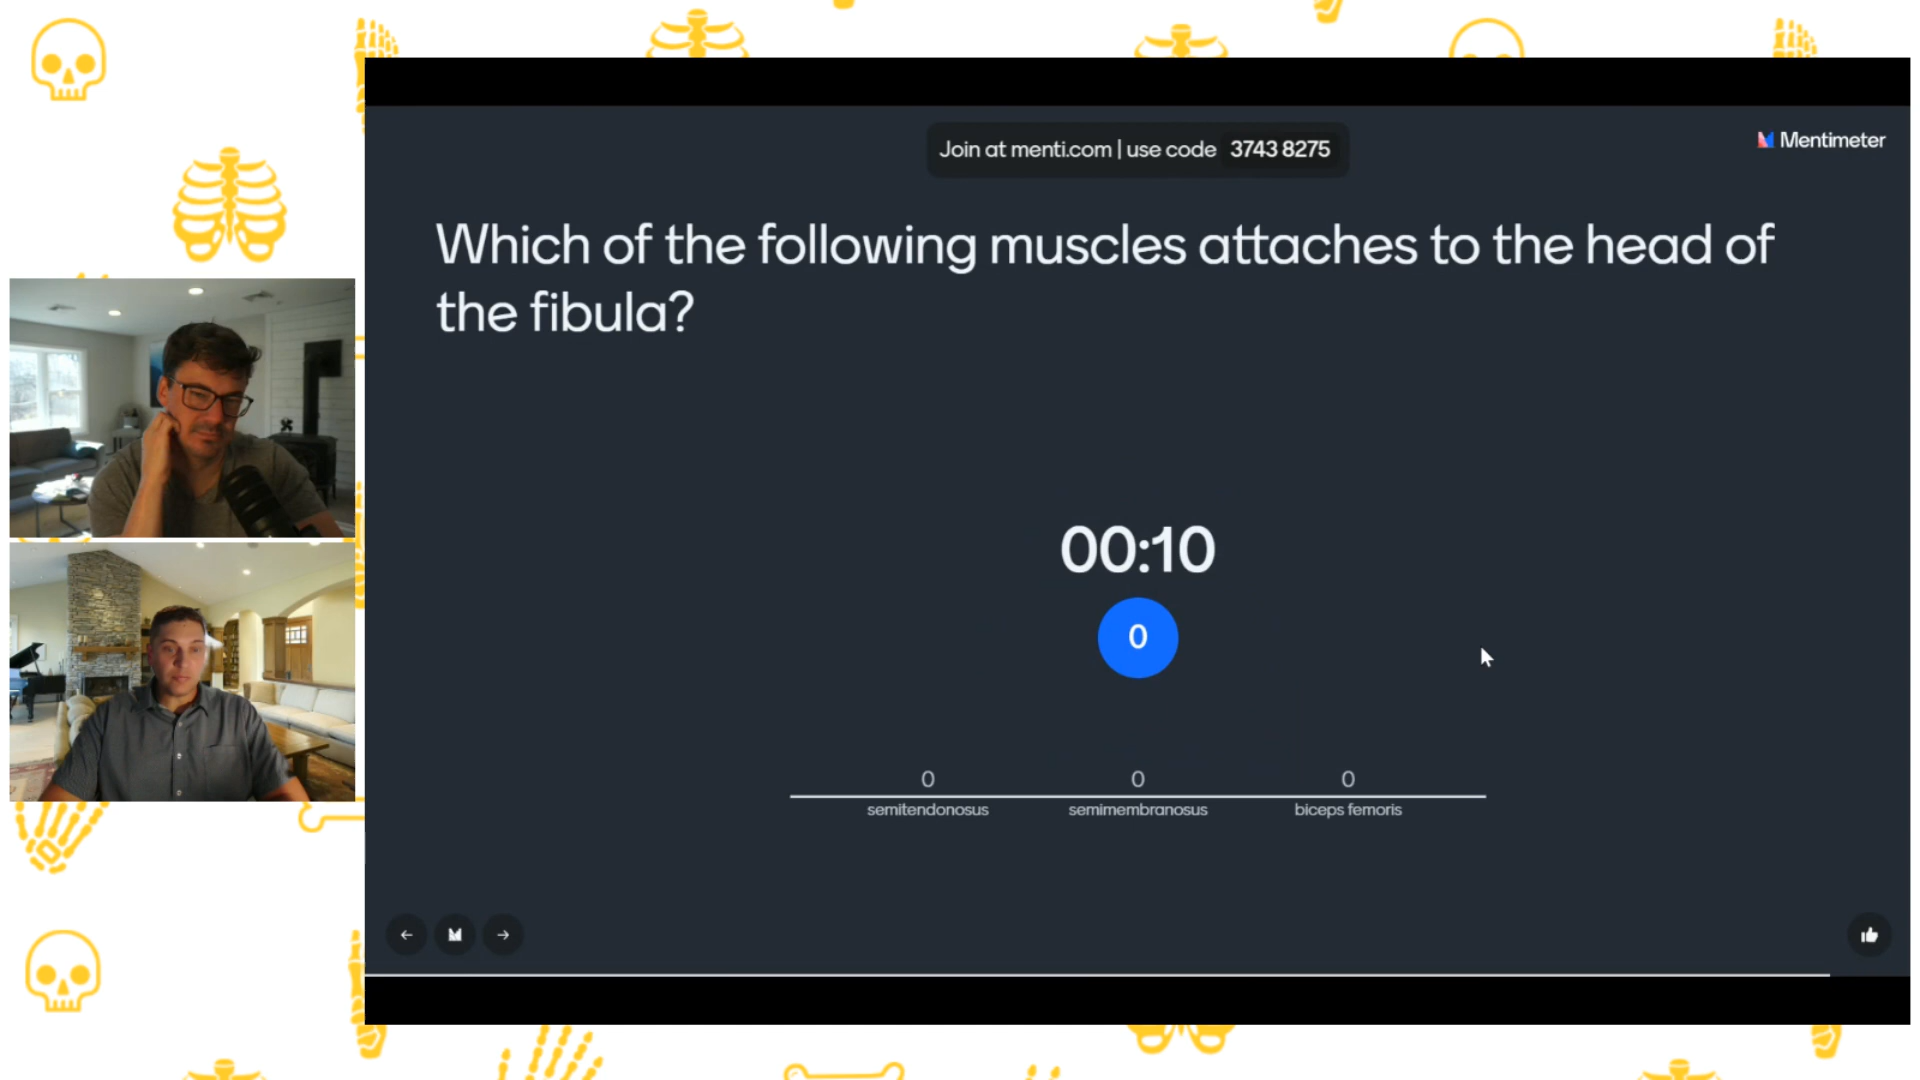 Join at menti.com | use code 3743 8275
Mentimeter
Which of the following muscles attaches to the head of
the fibula?
00:10
0
0 0 0
semitendonosus semimembranosus biceps femoris